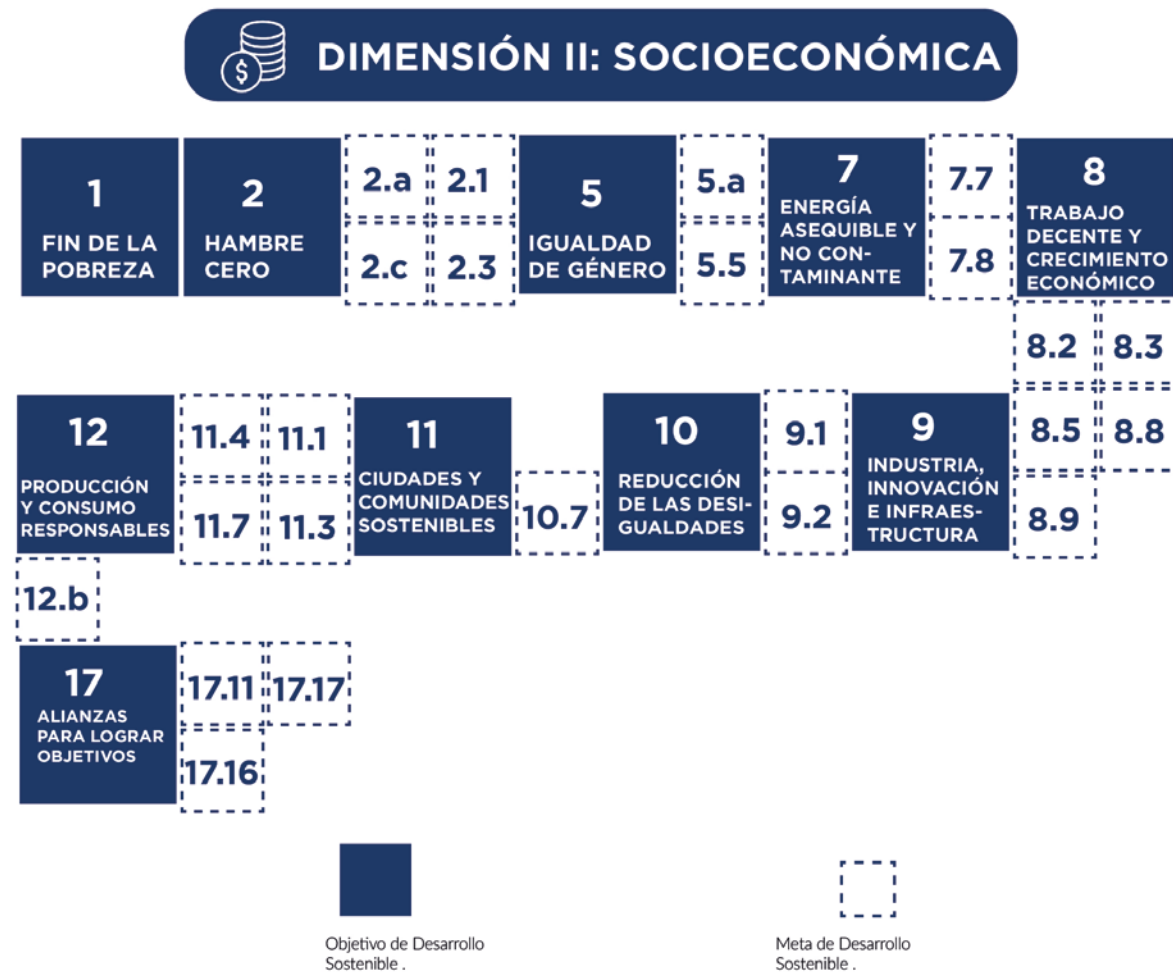 $
DIMENSIÓN II: SOCIOECONÓMICA
1
FIN DE LA
POBREZA
2
HAMBRE
CERO
2.a
2.1
2.c
2.3
5
IGUALDAD
DE GÉNERO
5.a
5.5
7
ENERGÍA
ASEQUIBLE Y
NO CON-
TAMINANTE
7.7
7.8
8
TRABAJO
DECENTE Y
CRECIMIENTO
ECONÓMICO
8.2
8.3
8.5
8.8
8.9
12
PRODUCCIÓN
Y CONSUMO
RESPONSABLES
11.4
11.1
11.7
11.3
11
CIUDADES Y
COMUNIDADES
SOSTENIBLES
10.7
10
REDUCCIÓN
DE LAS DESI-
GUALDADES
9.1
9.2
9
INDUSTRIA,
INNOVACIÓN
E INFRAES-
TRUCTURA
12.b
17
ALIANZAS
PARA LOGRAR
OBJETIVOS
17.11
17.17
17.16
Objetivo de Desarrollo
Sostenible .
Meta de Desarrollo
Sostenible .